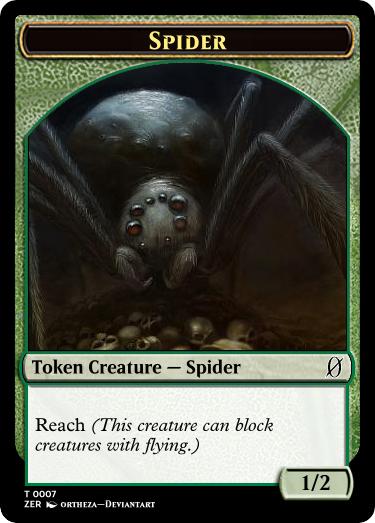 SPIDER
Token Creature — Spider
Reach (This creature can block
creatures with flying.)
1/2
T 0007
ZER ORTHEZA—DEVIANTART